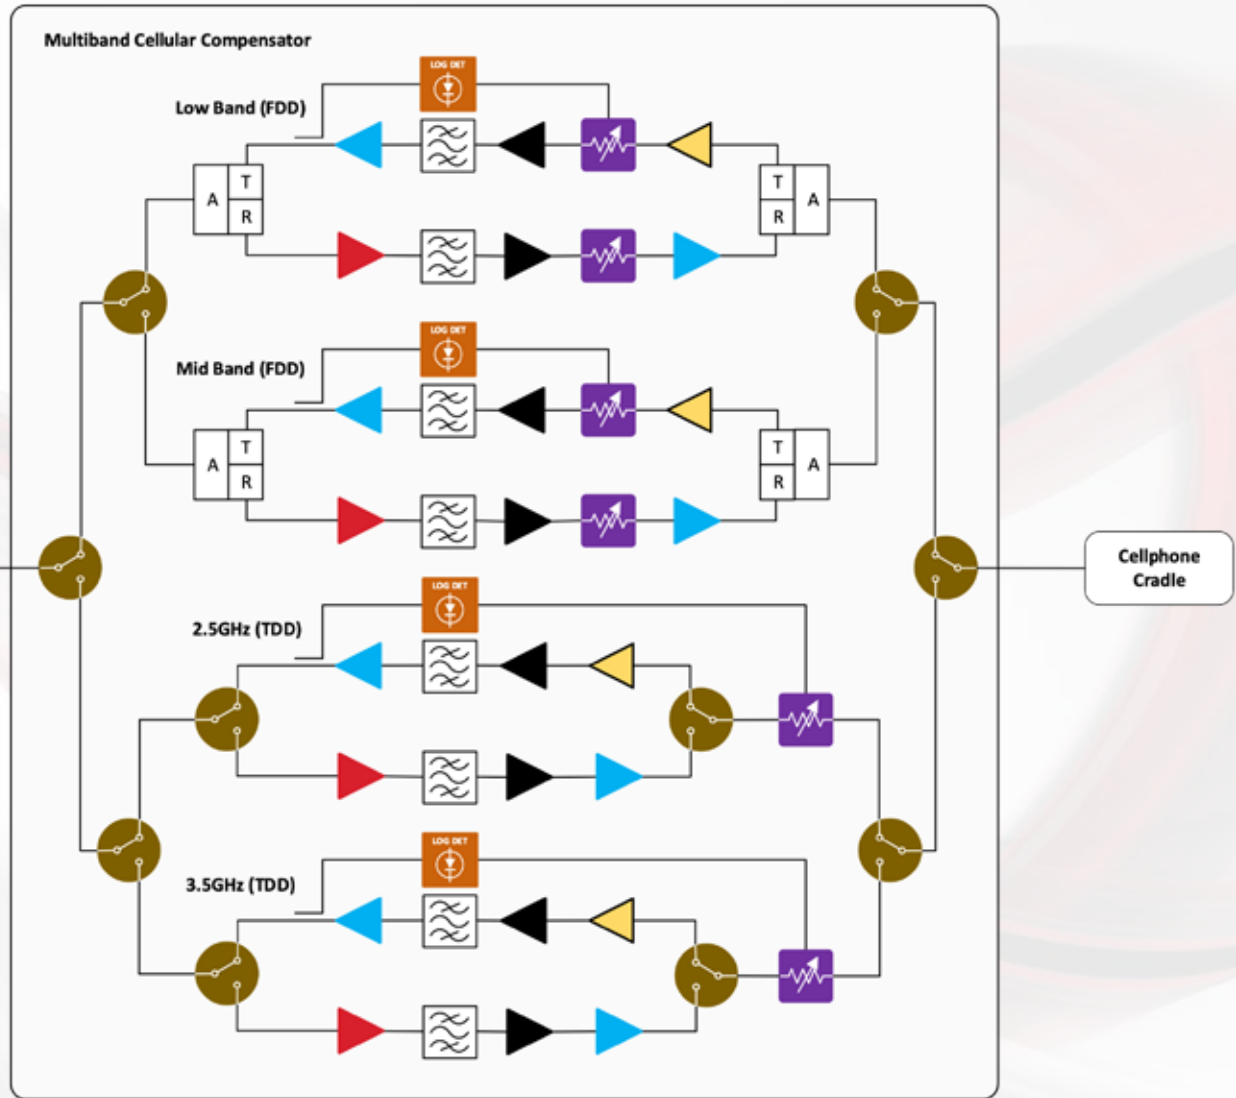 Multiband Cellular Compensator
LOG DET
Low Band (FDD)
A
T
R
T
R
A
LOG DET
Mid Band (FDD)
A
T
R
T
R
A
Cellphone
Cradle
LOG DET
2.5GHz (TDD)
LOG DET
3.5GHz (TDD)